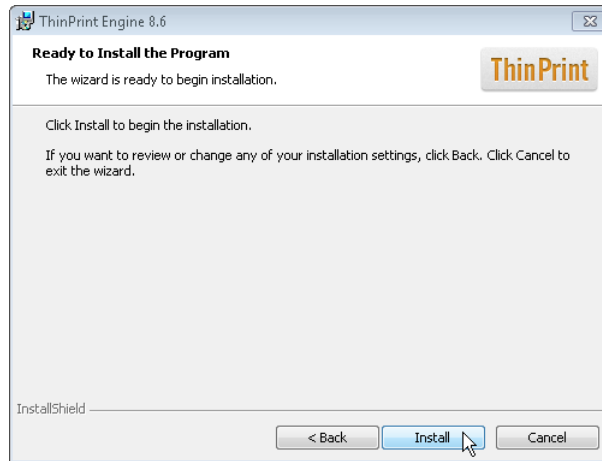 ThinPrint Engine 8.6
Ready to Install the Program
The wizard is ready to begin installation.
ThinPrint
Click Install to begin the installation.
If you want to review or change any of your installation settings, click Back. Click Cancel to
exit the wizard.
InstallShield
< Back
Install
Cancel